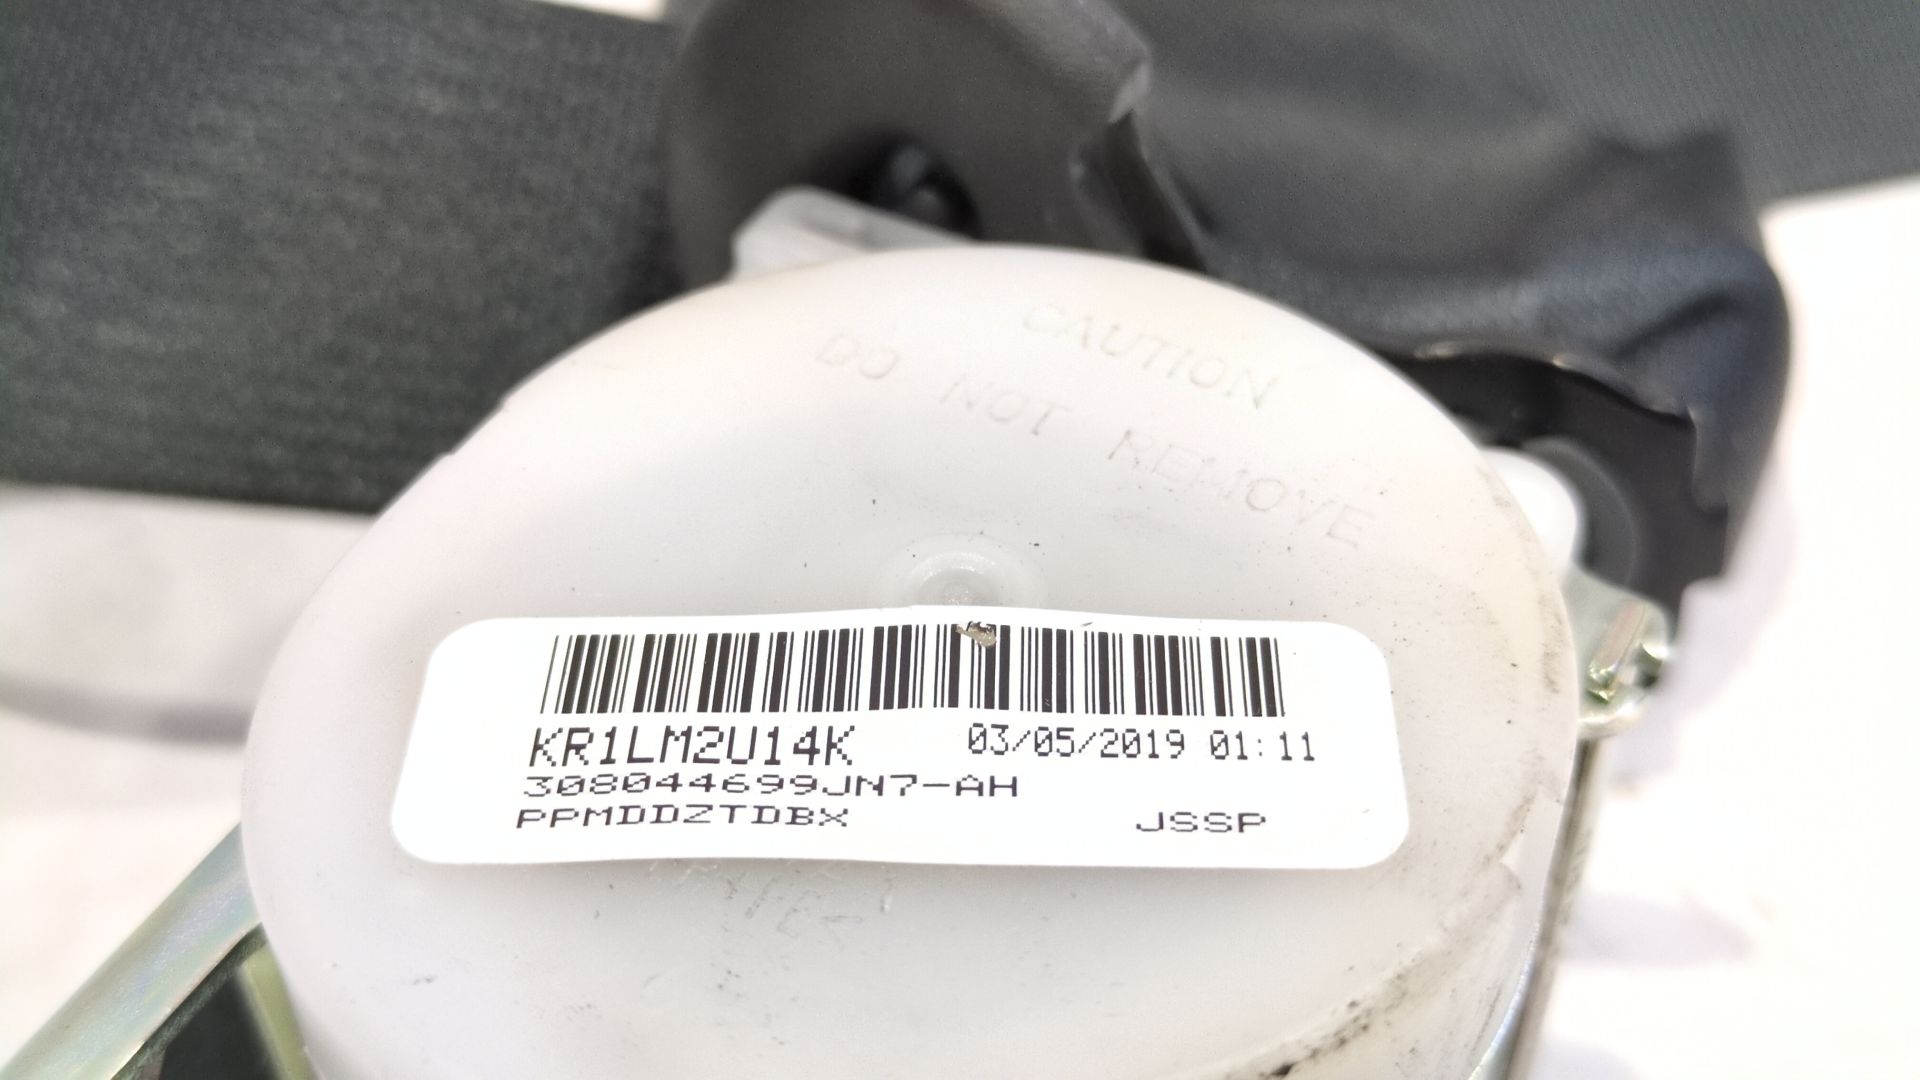 CAUTION
DO NOT REMOVE
KR1LM2U14K 03/05/2019 01:11
308044699JN7-AH
PPMDDZTDBX JSSP